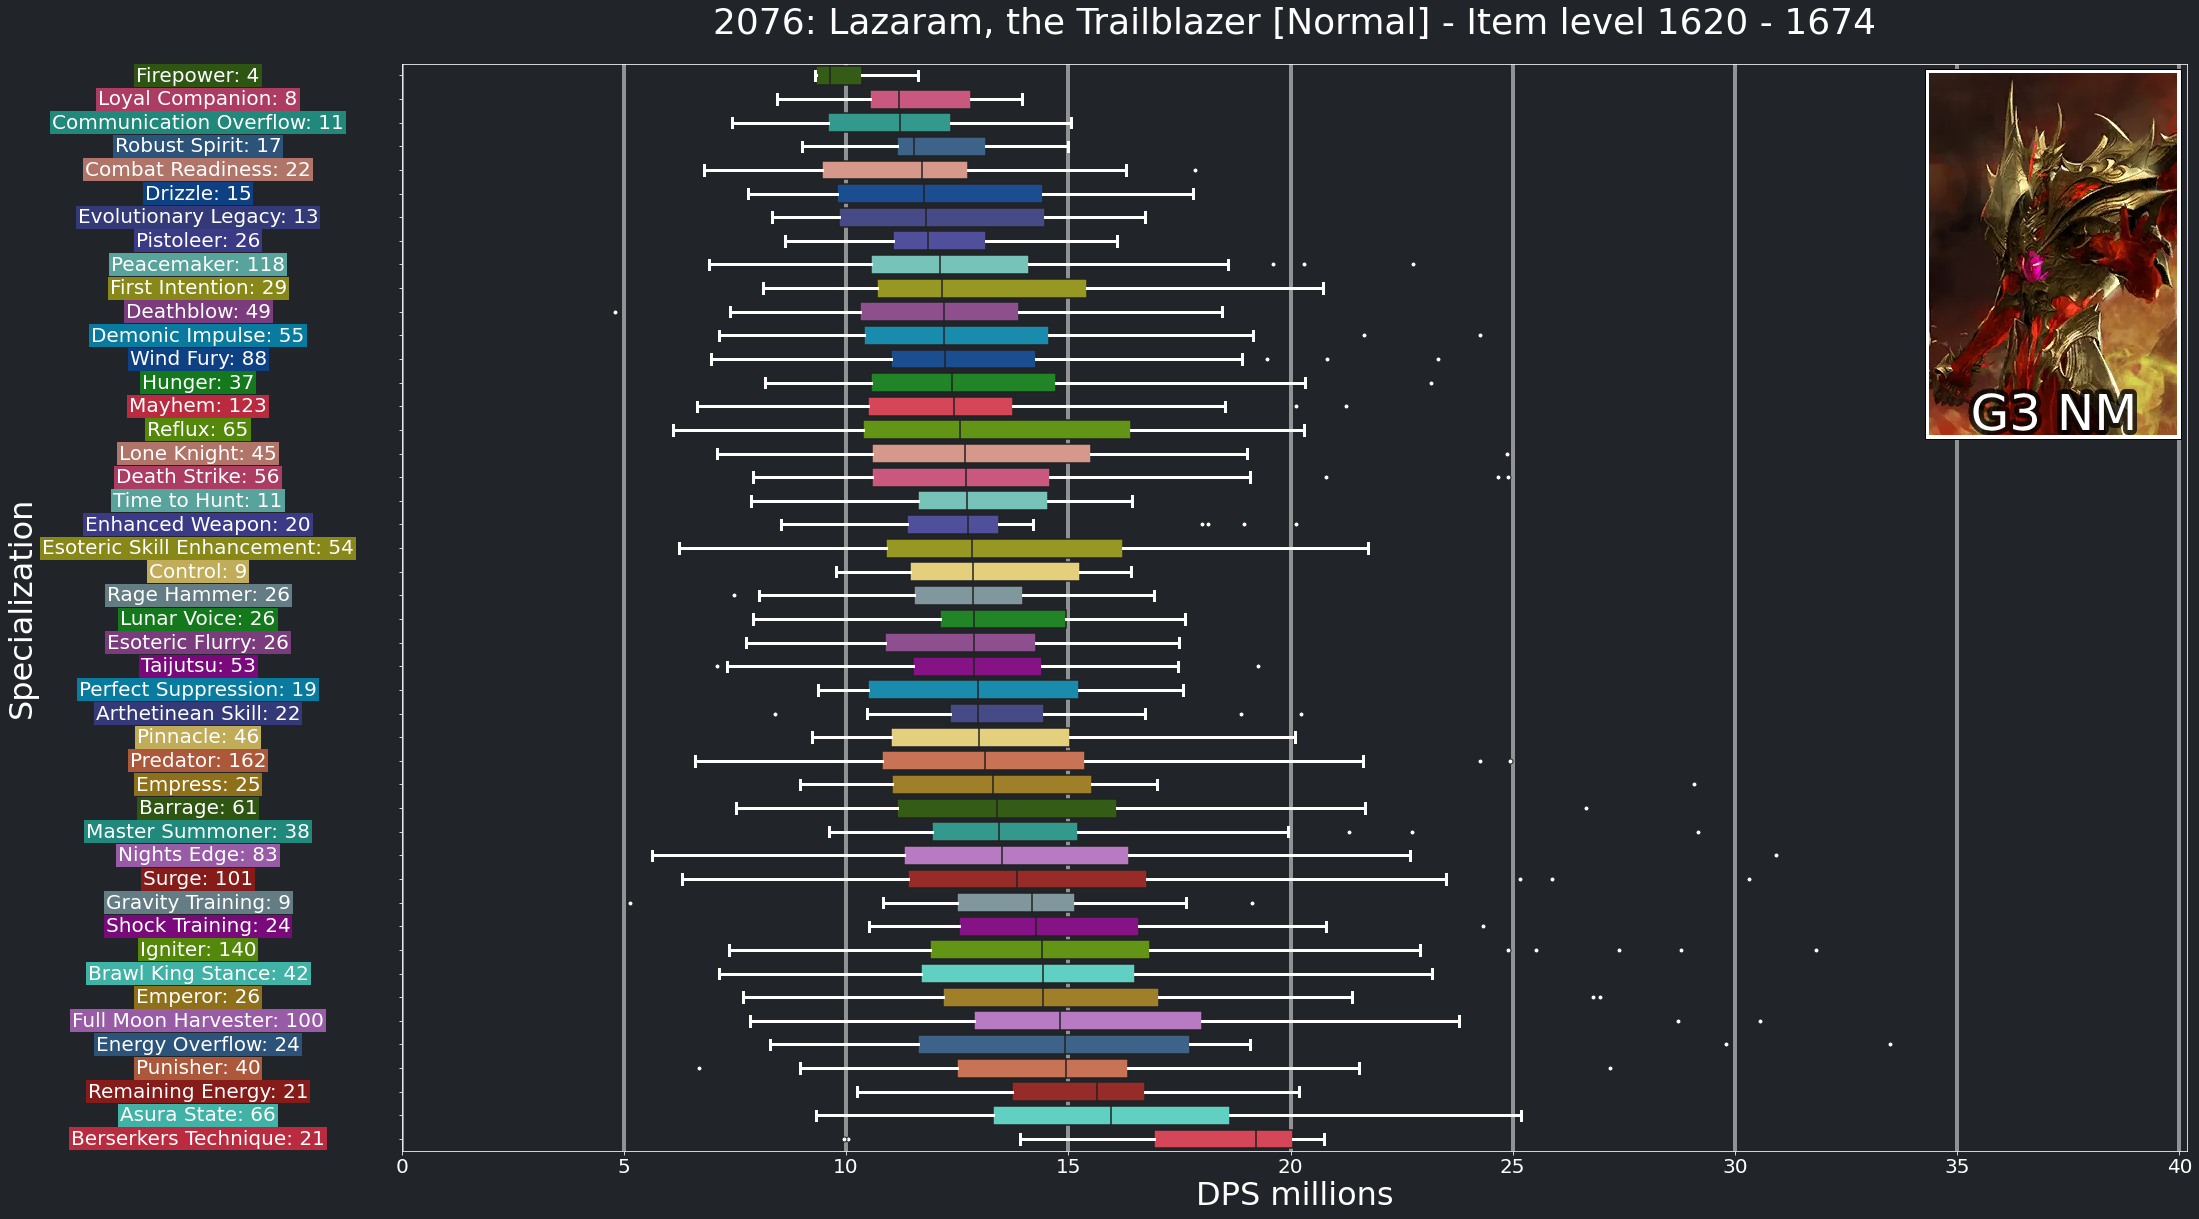 2076: Lazaram, the Trailblazer [Normal] - Item level 1620 - 1674
Firepower: 4
Loyal Companion: 8
Communication Overflow: 11
Robust Spirit: 17
Combat Readiness: 22
Drizzle: 15
Evolutionary Legacy: 13
Pistoleer: 26
Peacemaker: 118
First Intention: 29
Deathblow: 49
Demonic Impulse: 55
Wind Fury: 88
Hunger: 37
Mayhem: 123
Reflux: 65
Lone Knight: 45
Death Strike: 56
Time to Hunt: 11
Enhanced Weapon: 20
Esoteric Skill Enhancement: 54
Control: 9
Rage Hammer: 26
Lunar Voice: 26
Esoteric Flurry: 26
Taijutsu: 53
Perfect Suppression: 19
Arthetinean Skill: 22
Pinnacle: 46
Predator: 162
Empress: 25
Barrage: 61
Master Summoner: 38
Nights Edge: 83
Surge: 101
Gravity Training: 9
Shock Training: 24
Igniter: 140
Brawl King Stance: 42
Emperor: 26
Full Moon Harvester: 100
Energy Overflow: 24
Punisher: 40
Remaining Energy: 21
Asura State: 66
Berserkers Technique: 21
Specialization
G3 NM
0 5 10 15 20 25 30 35 40
DPS millions